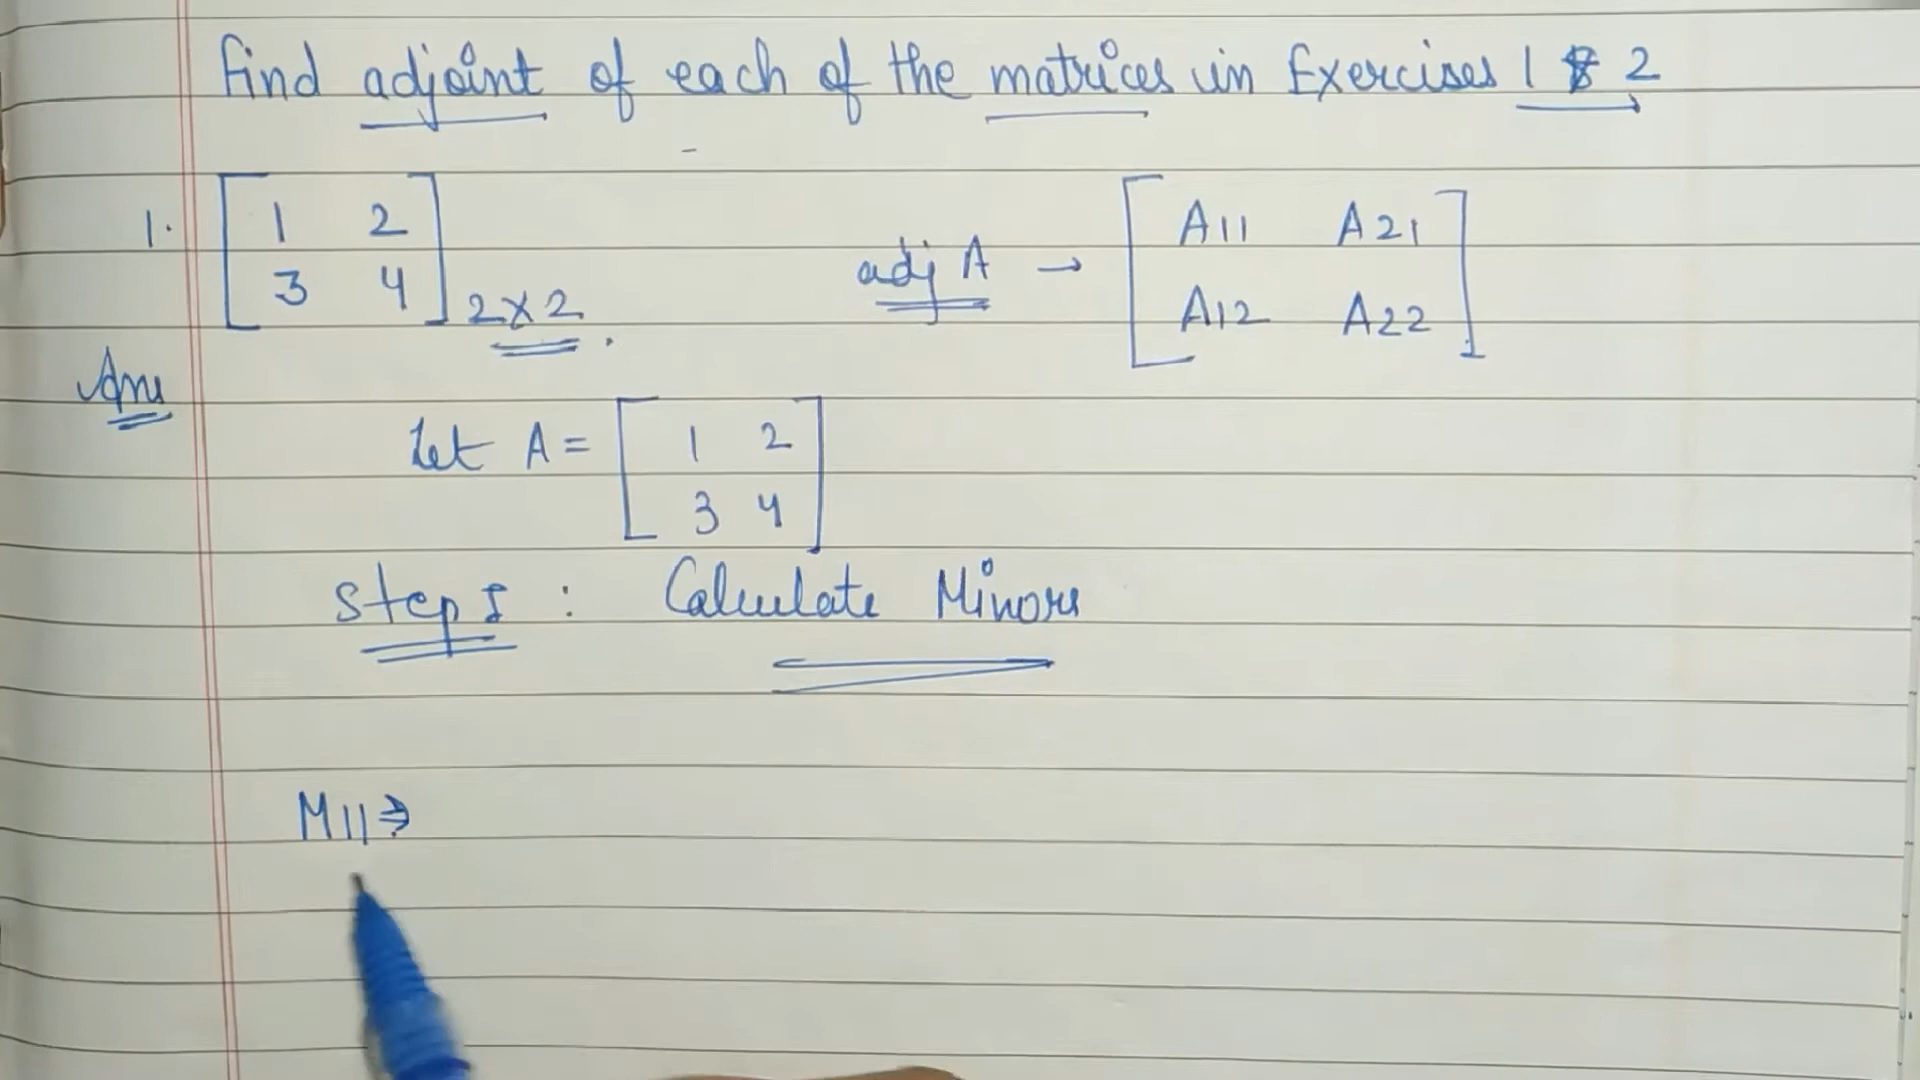 Find adjoint of each of the matrices in Exercises 1 & 2
1. [ 1 2
3 4 ] 2×2.
adj A → [ A11 A21
A12 A22 ]
Ans
Let A = [ 1 2
3 4 ]
Step I : Calculate Minors
M11 ⇒